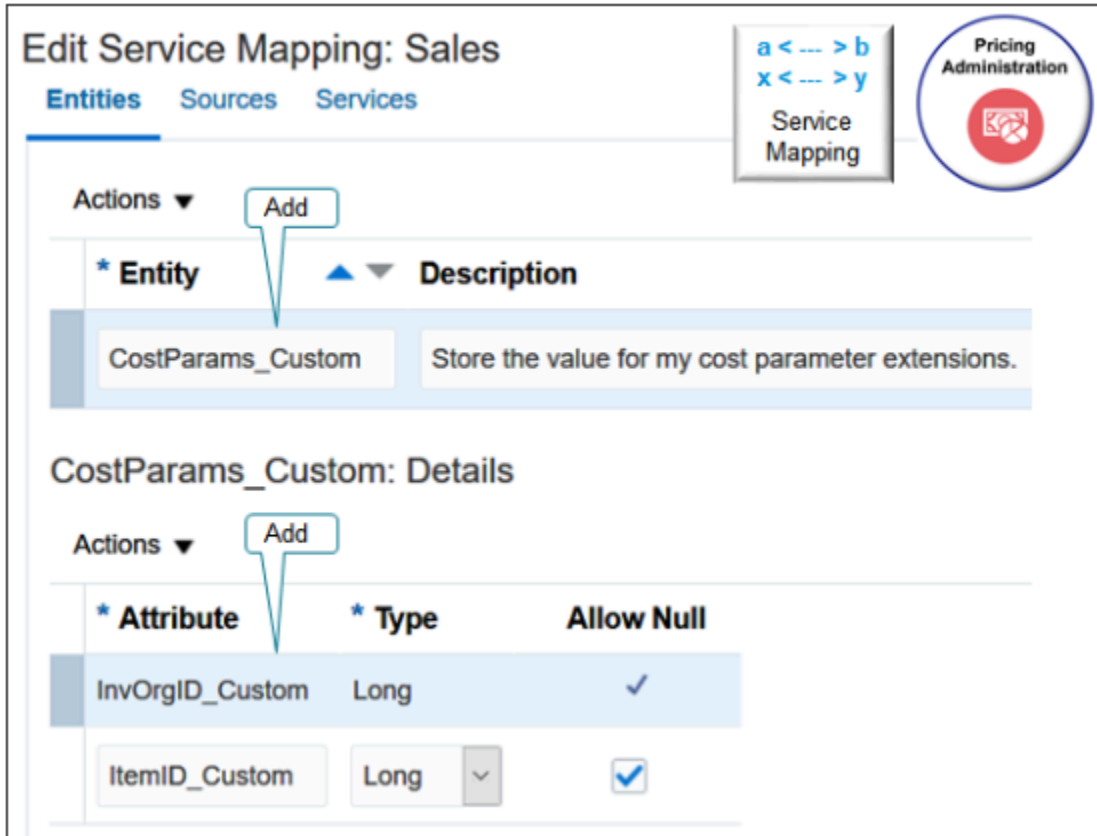 Edit Service Mapping: Sales
Entities Sources Services
a < --- > b
x < --- > y
Service
Mapping
Pricing
Administration
Actions ▼
Add
* Entity Description
CostParams_Custom Store the value for my cost parameter extensions.
CostParams_Custom: Details
Actions ▼
Add
* Attribute * Type Allow Null
InvOrgID_Custom Long
ItemID_Custom Long